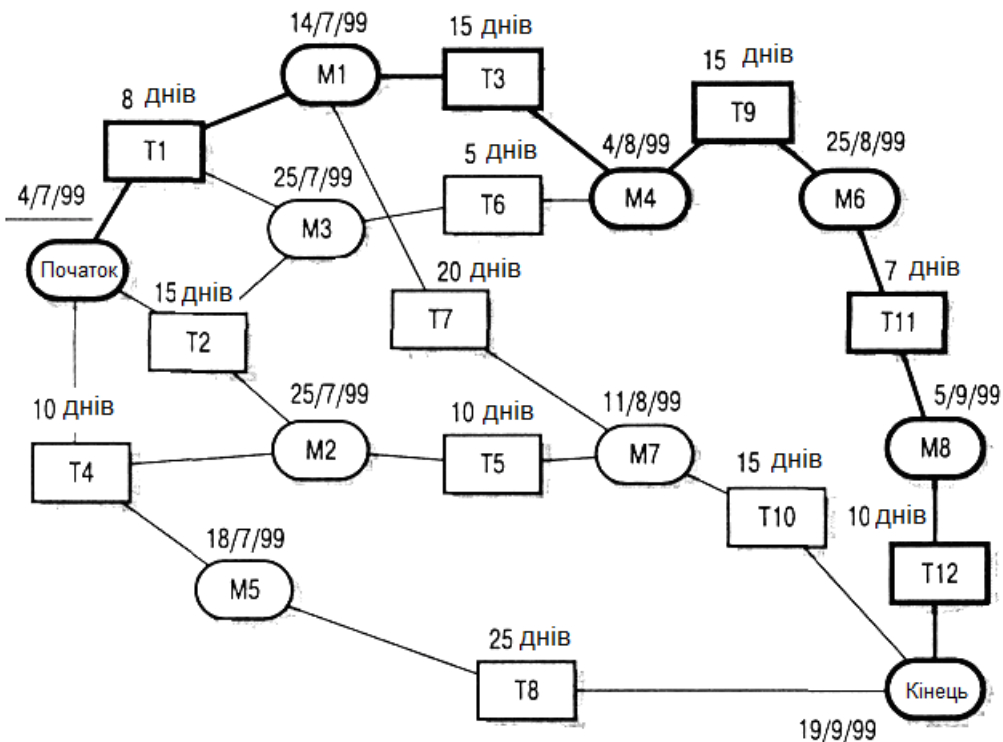 14/7/99
15 днів
M1
T3
15 днів
T9
8 днів
T1
4/8/99
25/8/99
5 днів
25/7/99
4/7/99
M3
T6
M4
M6
Початок
15 днів
20 днів
7 днів
T2
T7
T11
25/7/99
11/8/99
5/9/99
10 днів
10 днів
T4
M2
T5
M7
M8
15 днів
10 днів
T10
18/7/99
M5
T12
25 днів
T8
Кінець
19/9/99